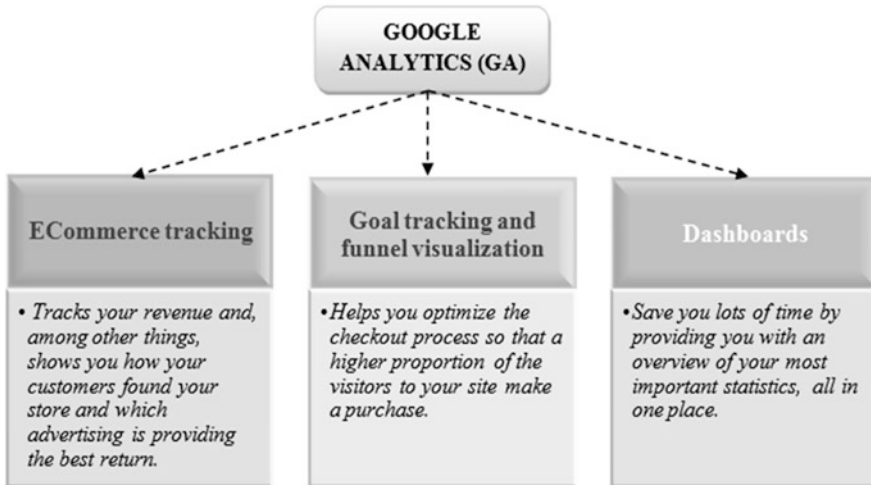 GOOGLE
ANALYTICS (GA)
ECommerce tracking
• Tracks your revenue and,
among other things,
shows you how your
customers found your
store and which
advertising is providing
the best return.
Goal tracking and
funnel visualization
•Helps you optimize the
checkout process so that a
higher proportion of the
visitors to your site make
a purchase.
Dashboards
•Save you lots of time by
providing you with an
overview of your most
important statistics, all in
one place.